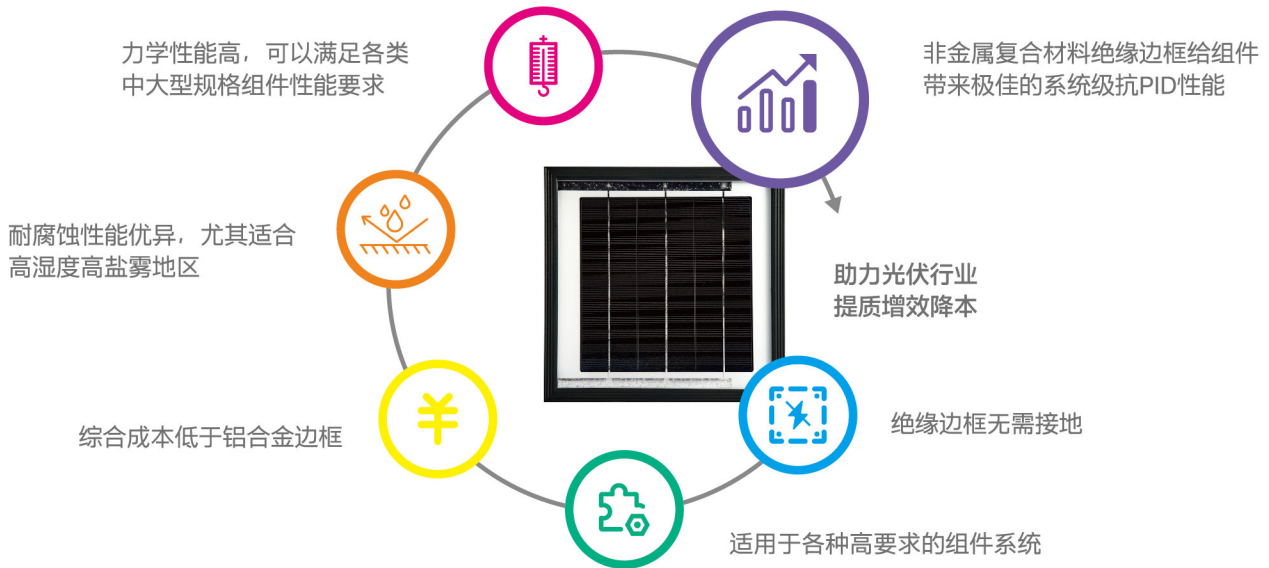 力学性能高，可以满足各类
中大型规格组件性能要求
非金属复合材料绝缘边框给组件
带来极佳的系统级抗PID性能
耐腐蚀性能优异，尤其适合
高湿度高盐雾地区
助力光伏行业
提质增效降本
综合成本低于铝合金边框
绝缘边框无需接地
适用于各种高要求的组件系统